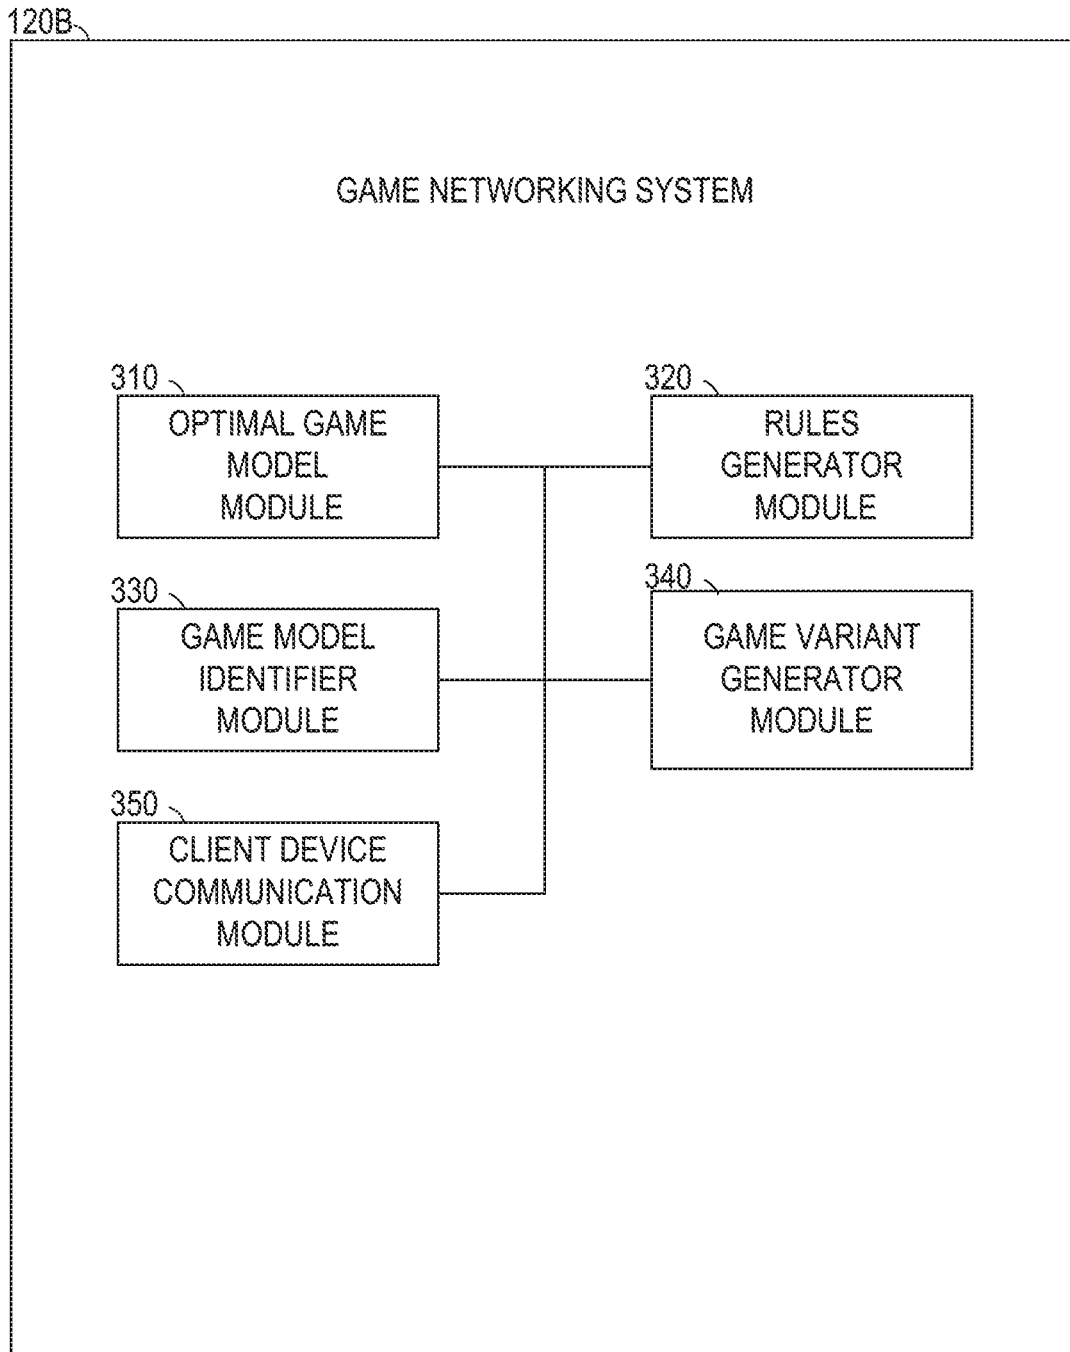 120B
GAME NETWORKING SYSTEM
310
OPTIMAL GAME
MODEL
MODULE
320
RULES
GENERATOR
MODULE
330
GAME MODEL
IDENTIFIER
MODULE
340
GAME VARIANT
GENERATOR
MODULE
350
CLIENT DEVICE
COMMUNICATION
MODULE